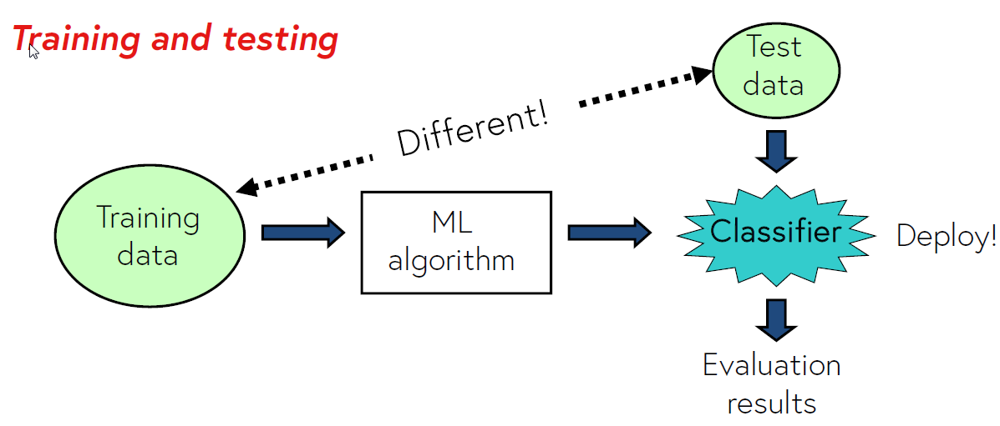 Training and testing
Test
data
Different!
Training
data
ML
algorithm
Classifier
Deploy!
Evaluation
results